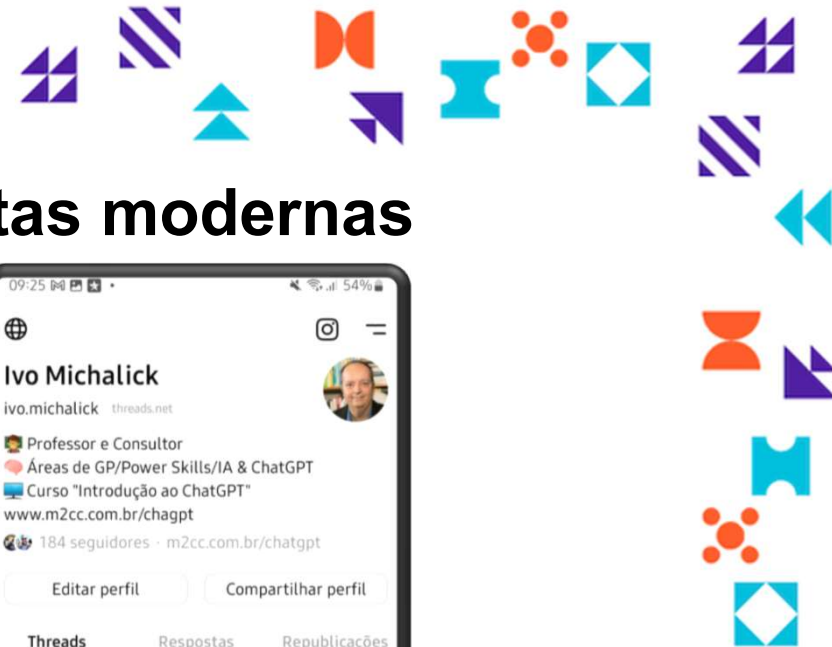 tas modernas
09:25 54%
Ivo Michalick
ivo.michalick threads.net
Professor e Consultor
Áreas de GP/Power Skills/IA & ChatGPT
Curso "Introdução ao ChatGPT"
www.m2cc.com.br/chagpt
184 seguidores · m2cc.com.br/chatgpt
Editar perfil Compartilhar perfil
Threads Respostas Republicações